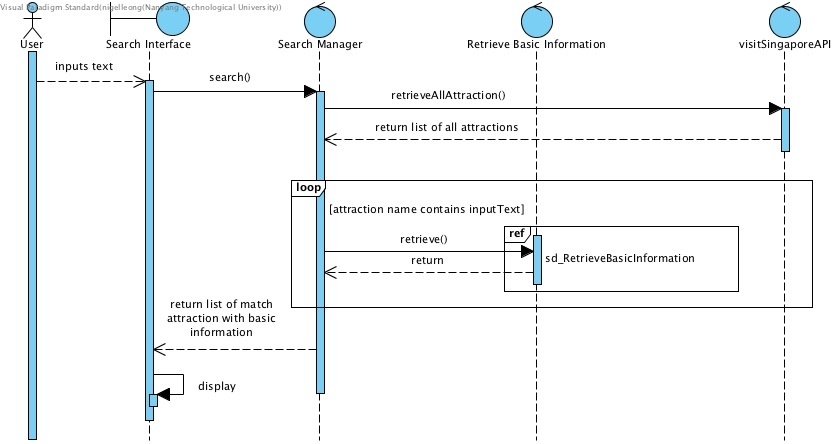 Visual Paradigm Standard(nigelleong(Nanyang Technological University))
User
Search Interface
Search Manager
Retrieve Basic Information
visitSingaporeAPI
inputs text
search()
retrieveAllAttraction()
return list of all attractions
loop
[attraction name contains inputText]
ref
retrieve()
sd_RetrieveBasicInformation
return
return list of match
attraction with basic
information
display